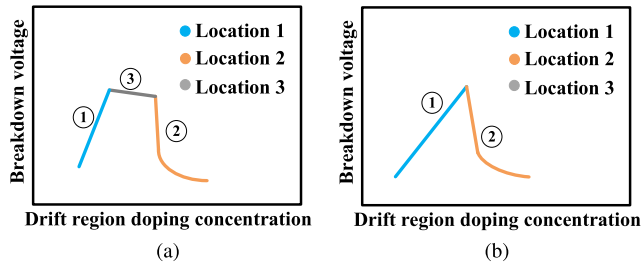 Breakdown voltage
Location 1
Location 2
Location 3
3
1
2
Drift region doping concentration
(a)
Breakdown voltage
Location 1
Location 2
Location 3
1
2
Drift region doping concentration
(b)